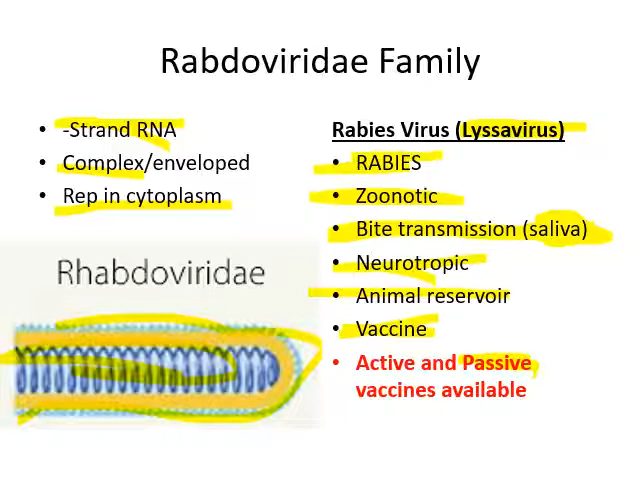 Rabdoviridae Family
• -Strand RNA
• Complex/enveloped
• Rep in cytoplasm
Rhabdoviridae
Rabies Virus (Lyssavirus)
• RABIES
• Zoonotic
• Bite transmission (saliva)
• Neurotropic
• Animal reservoir
• Vaccine
• Active and Passive
vaccines available